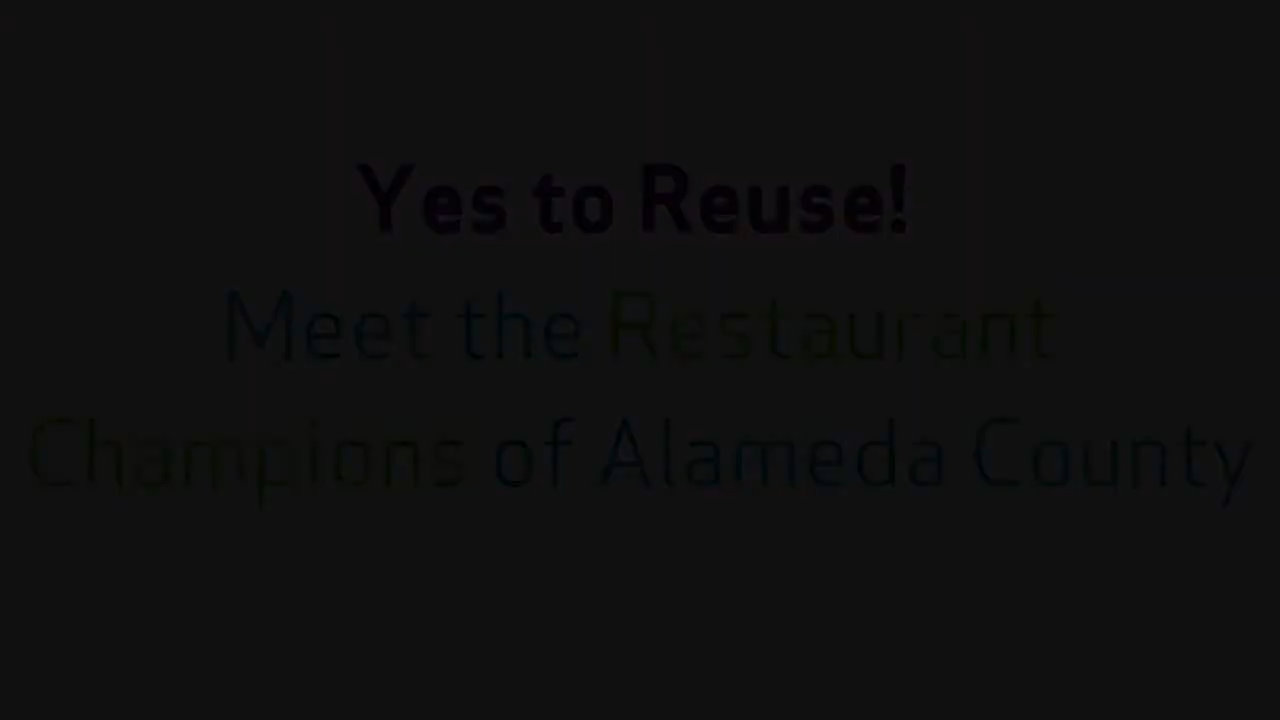 Yes to Reuse!
Meet the Restaurant
Champions of Alameda County